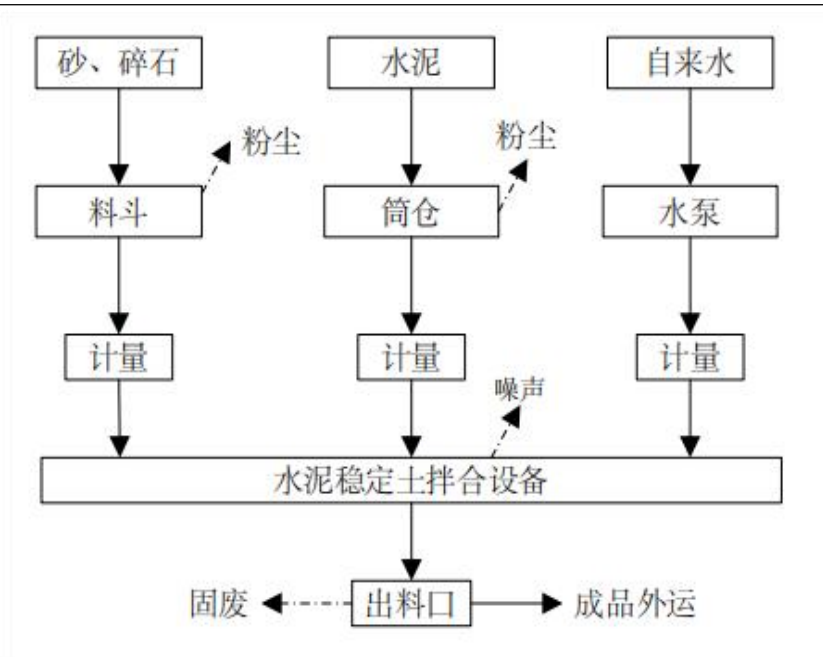 砂、碎石
水泥
自来水
粉尘
粉尘
料斗
筒仓
水泵
计量
计量
计量
噪声
水泥稳定土拌合设备
固废
出料口
成品外运